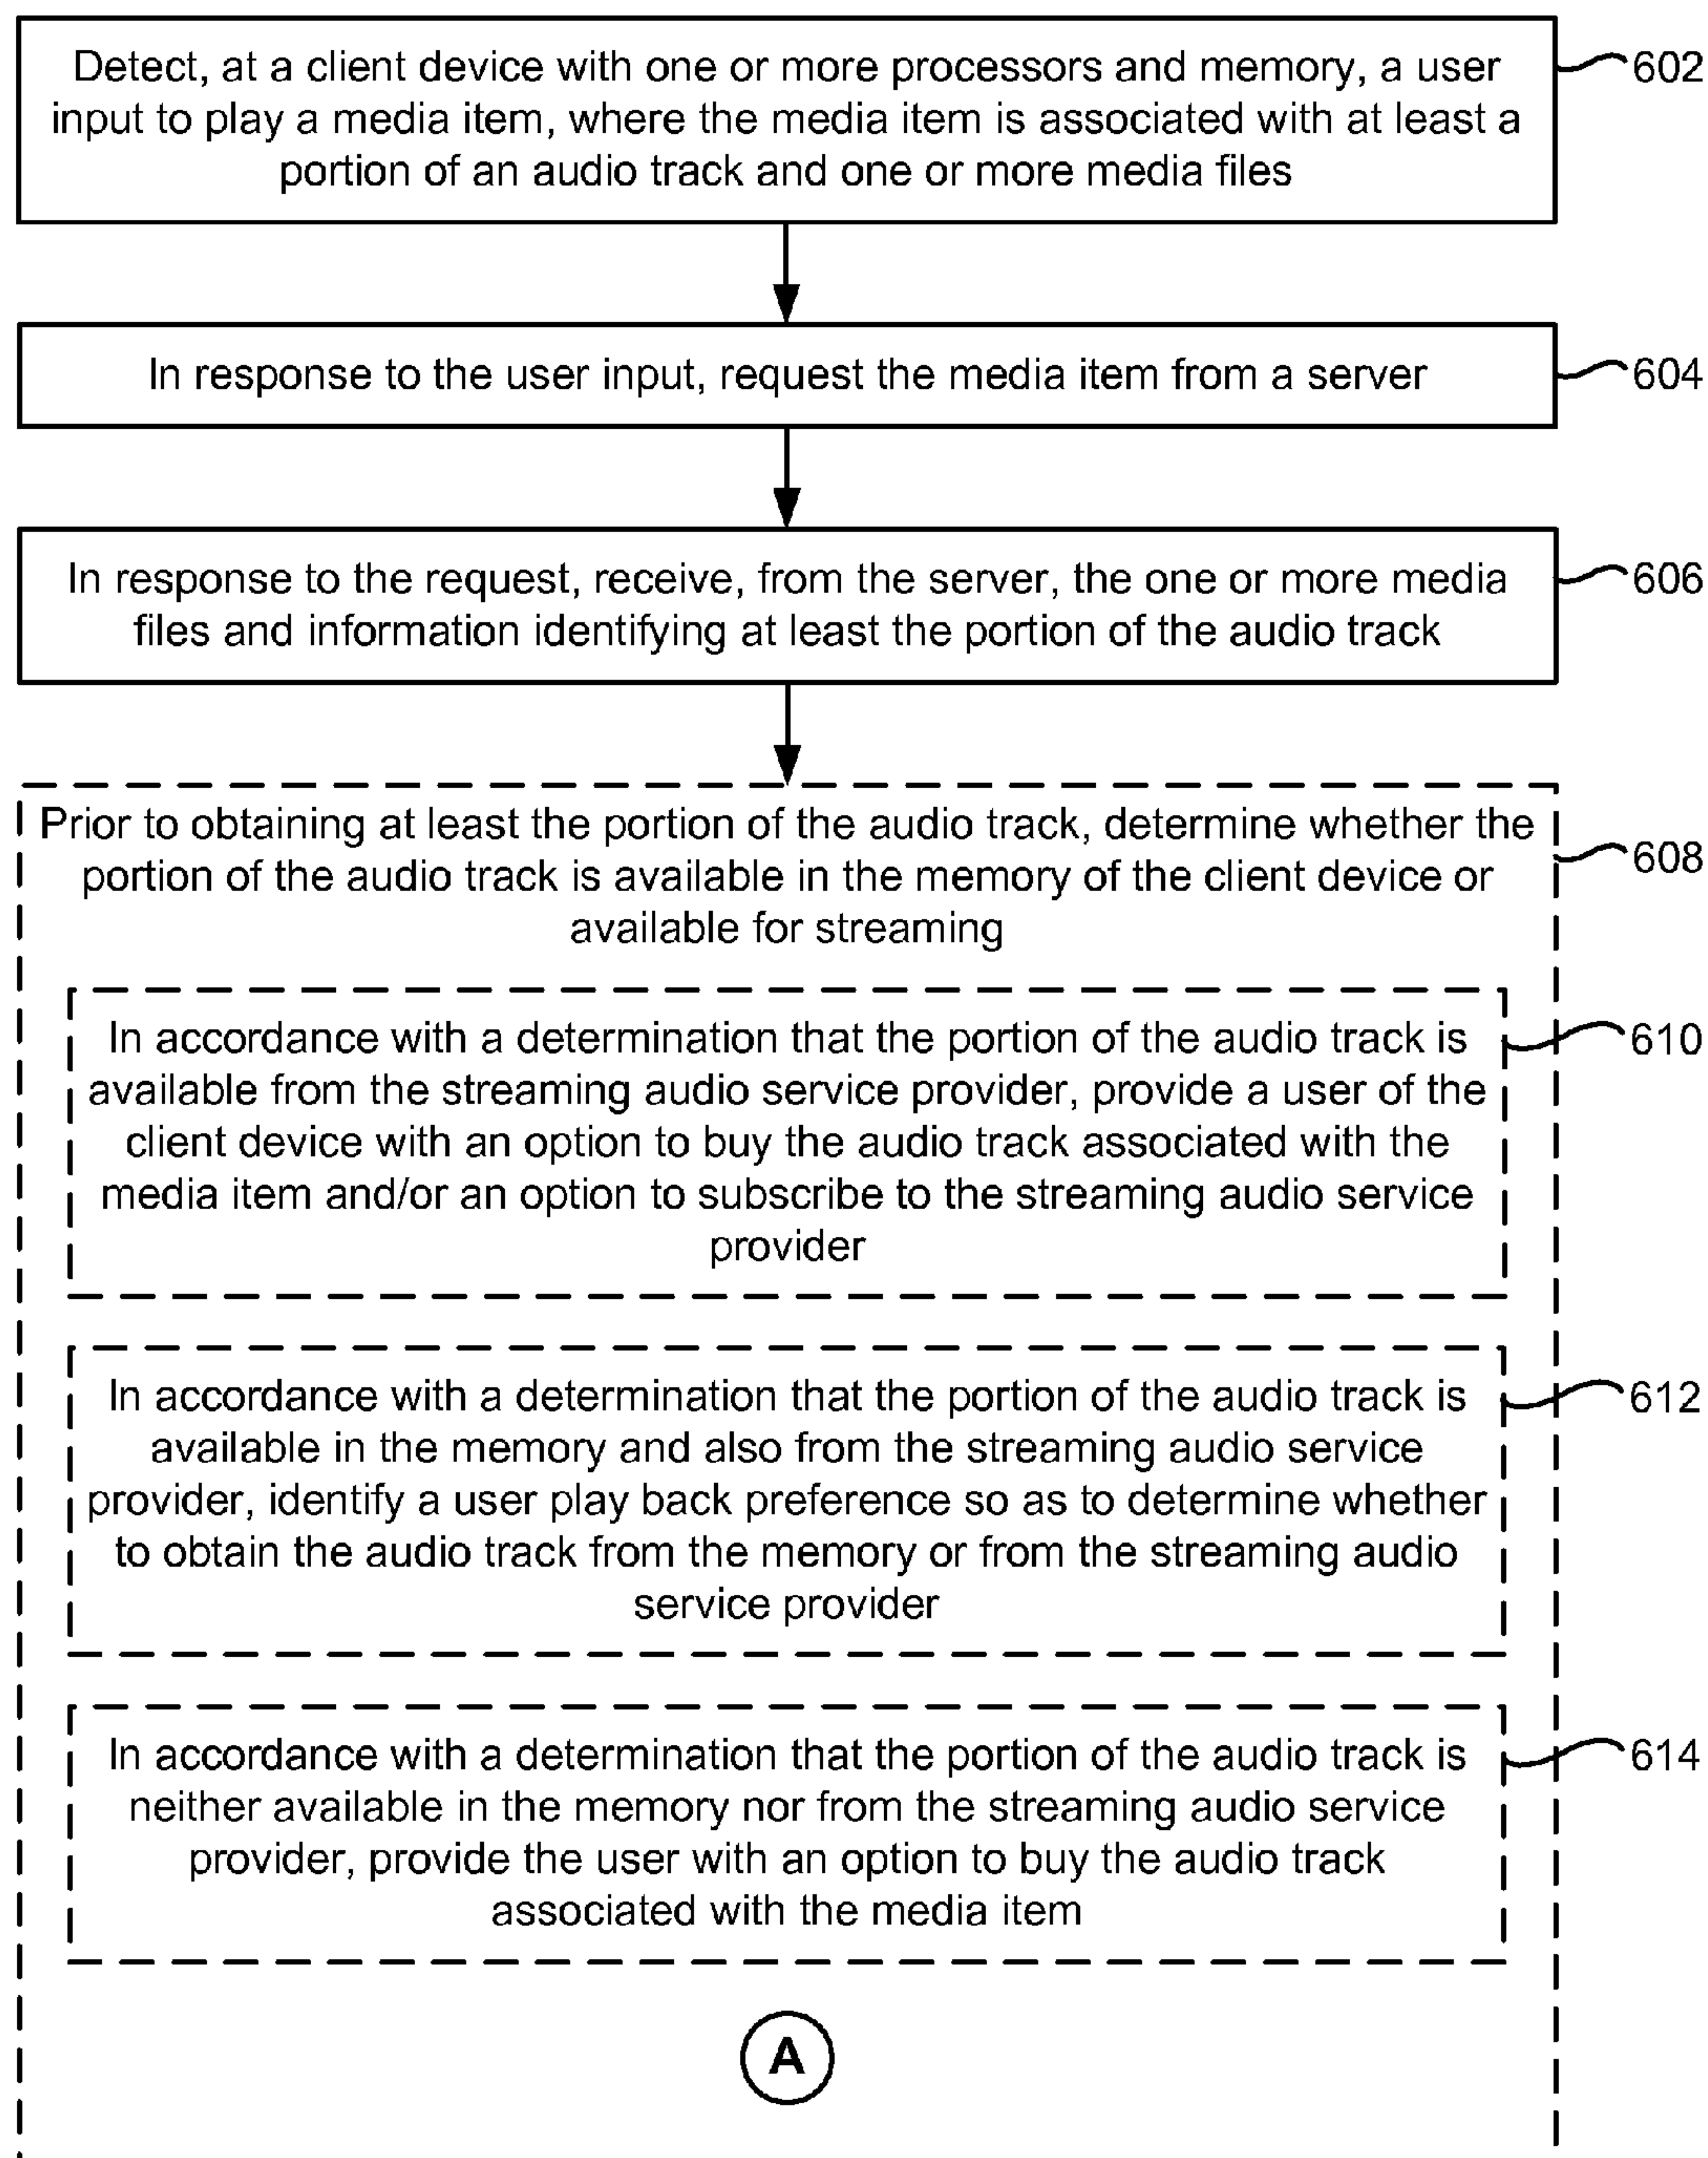 Detect, at a client device with one or more processors and memory, a user
input to play a media item, where the media item is associated with at least a
portion of an audio track and one or more media files
602
In response to the user input, request the media item from a server
604
In response to the request, receive, from the server, the one or more media
files and information identifying at least the portion of the audio track
606
Prior to obtaining at least the portion of the audio track, determine whether the
portion of the audio track is available in the memory of the client device or
available for streaming
608
In accordance with a determination that the portion of the audio track is
available from the streaming audio service provider, provide a user of the
client device with an option to buy the audio track associated with the
media item and/or an option to subscribe to the streaming audio service
provider
610
In accordance with a determination that the portion of the audio track is
available in the memory and also from the streaming audio service
provider, identify a user play back preference so as to determine whether
to obtain the audio track from the memory or from the streaming audio
service provider
612
In accordance with a determination that the portion of the audio track is
neither available in the memory nor from the streaming audio service
provider, provide the user with an option to buy the audio track
associated with the media item
614
A